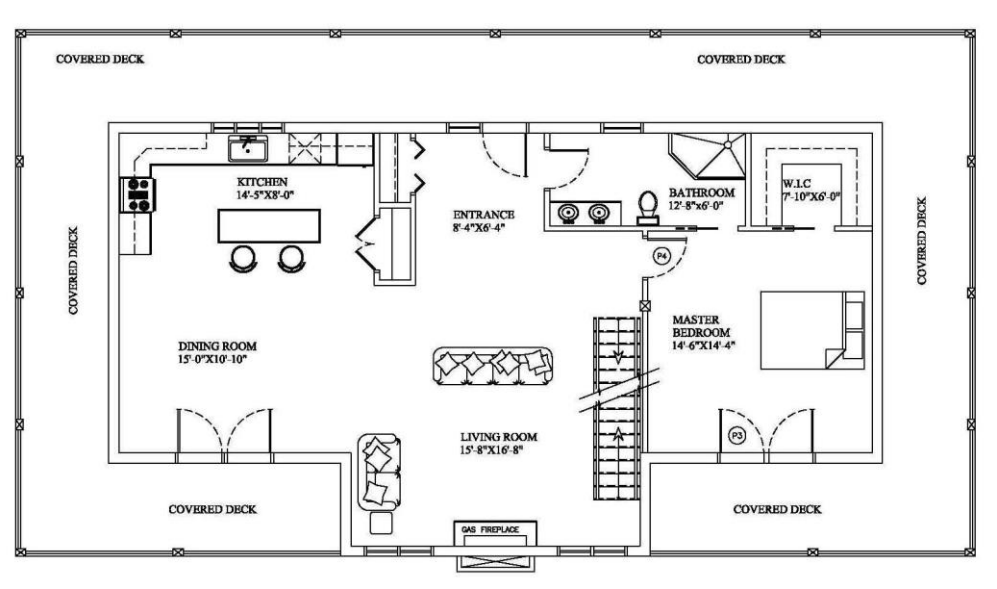 COVERED DECK
COVERED DECK
KITCHEN
14'-5"X8'-0"
W.I.C
7'-10"X6'-0"
BATHROOM
12'-8"x6'-0"
ENTRANCE
8'-4"X6'-4"
COVERED DECK
COVERED DECK
P4
MASTER
BEDROOM
14'-6"X14'-4"
DINING ROOM
15'-0"X10'-10"
LIVING ROOM
15'-8"X16'-8"
P3
COVERED DECK
COVERED DECK
GAS FIREPLACE